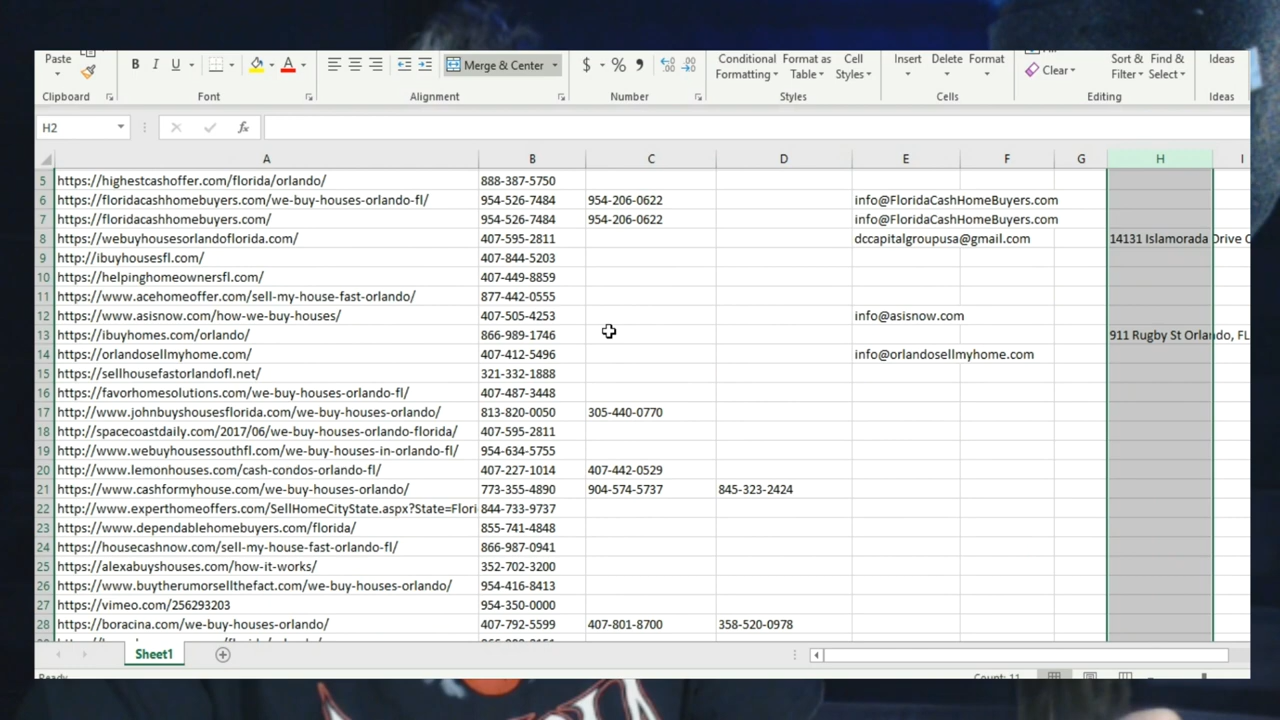 Paste B I U A Merge & Center $ % 9 .00 .00 Conditional Format as Cell Insert Delete Format Clear Sort & Find & Ideas
Formatting Table Styles Filter Select
Clipboard Font Alignment Number Styles Cells Editing Ideas
H2 fx
A B C D E F G H I
5 https://highestcashoffer.com/florida/orlando/ 888-387-5750
6 https://floridacashhomebuyers.com/we-buy-houses-orlando-fl/ 954-526-7484 954-206-0622 info@FloridaCashHomeBuyers.com
7 https://floridacashhomebuyers.com/ 954-526-7484 954-206-0622 info@FloridaCashHomeBuyers.com
8 https://webuyhousesorlandoflorida.com/ 407-595-2811 dccapitalgroupusa@gmail.com 14131 Islamorada Drive
9 http://ibuyhousesfl.com/ 407-844-5203
10 https://helpinghomeownersfl.com/ 407-449-8859
11 https://www.acehomeoffer.com/sell-my-house-fast-orlando/ 877-442-0555
12 https://www.asisnow.com/how-we-buy-houses/ 407-505-4253 info@asisnow.com
13 https://ibuyhomes.com/orlando/ 866-989-1746 911 Rugby St Orlando, FL
14 https://orlandosellmyhome.com/ 407-412-5496 info@orlandosellmyhome.com
15 https://sellhousefastorlandofl.net/ 321-332-1888
16 https://favorhomesolutions.com/we-buy-houses-orlando-fl/ 407-487-3448
17 http://www.johnbuyshousesflorida.com/we-buy-houses-orlando/ 813-820-0050 305-440-0770
18 http://spacecoastdaily.com/2017/06/we-buy-houses-orlando-florida/ 407-595-2811
19 http://www.webuyhousessouthfl.com/we-buy-houses-in-orlando-fl/ 954-634-5755
20 http://www.lemonhouses.com/cash-condos-orlando-fl/ 407-227-1014 407-442-0529
21 https://www.cashformyhouse.com/we-buy-houses-orlando/ 773-355-4890 904-574-5737 845-323-2424
22 http://www.experthomeoffers.com/SellHomeCityState.aspx?State=Flori 844-733-9737
23 https://www.dependablehomebuyers.com/florida/ 855-741-4848
24 https://housecashnow.com/sell-my-house-fast-orlando-fl/ 866-987-0941
25 https://alexabuyshouses.com/how-it-works/ 352-702-3200
26 https://www.buytherumorsellthefact.com/we-buy-houses-orlando/ 954-416-8413
27 https://vimeo.com/256293203 954-350-0000
28 https://boracina.com/we-buy-houses-orlando/ 407-792-5599 407-801-8700 358-520-0978
Sheet1
Ready Count: 11